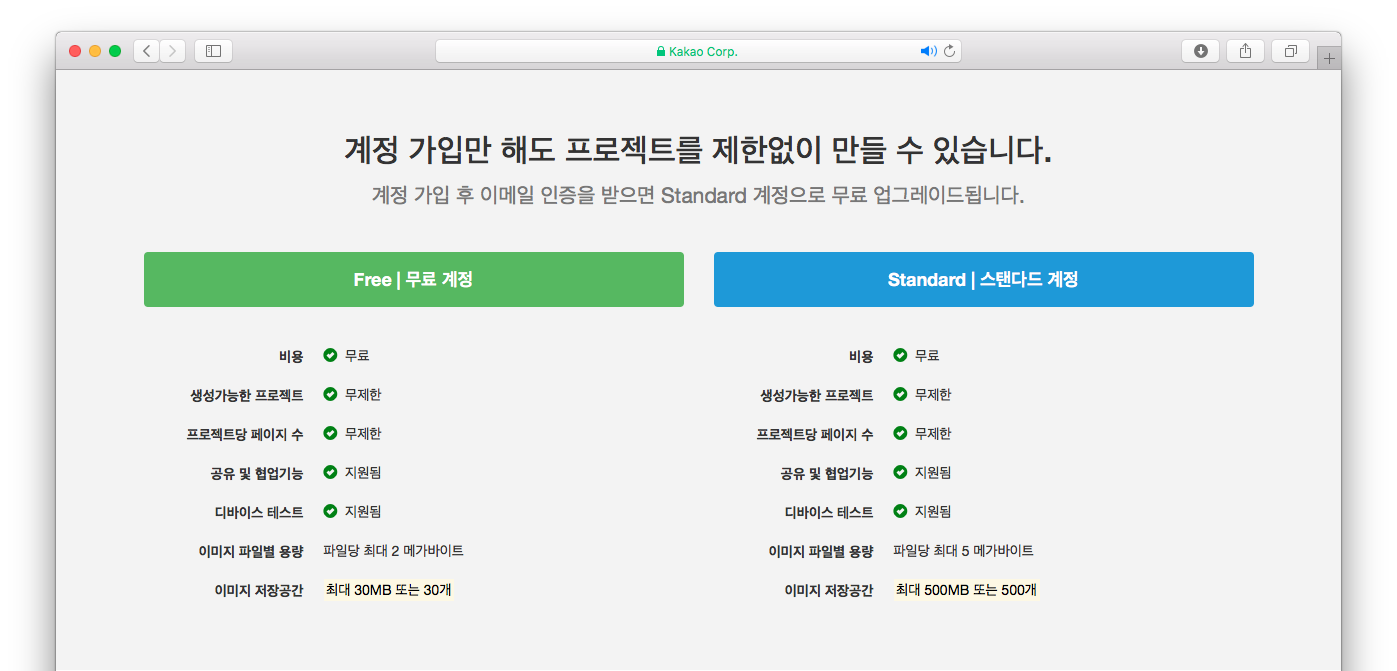 Kakao Corp.
계정 가입만 해도 프로젝트를 제한없이 만들 수 있습니다.
계정 가입 후 이메일 인증을 받으면 Standard 계정으로 무료 업그레이드됩니다.
Free | 무료 계정
비용 무료
생성가능한 프로젝트 무제한
프로젝트당 페이지 수 무제한
공유 및 협업기능 지원됨
디바이스 테스트 지원됨
이미지 파일별 용량 파일당 최대 2 메가바이트
이미지 저장공간 최대 30MB 또는 30개
Standard | 스탠다드 계정
비용 무료
생성가능한 프로젝트 무제한
프로젝트당 페이지 수 무제한
공유 및 협업기능 지원됨
디바이스 테스트 지원됨
이미지 파일별 용량 파일당 최대 5 메가바이트
이미지 저장공간 최대 500MB 또는 500개